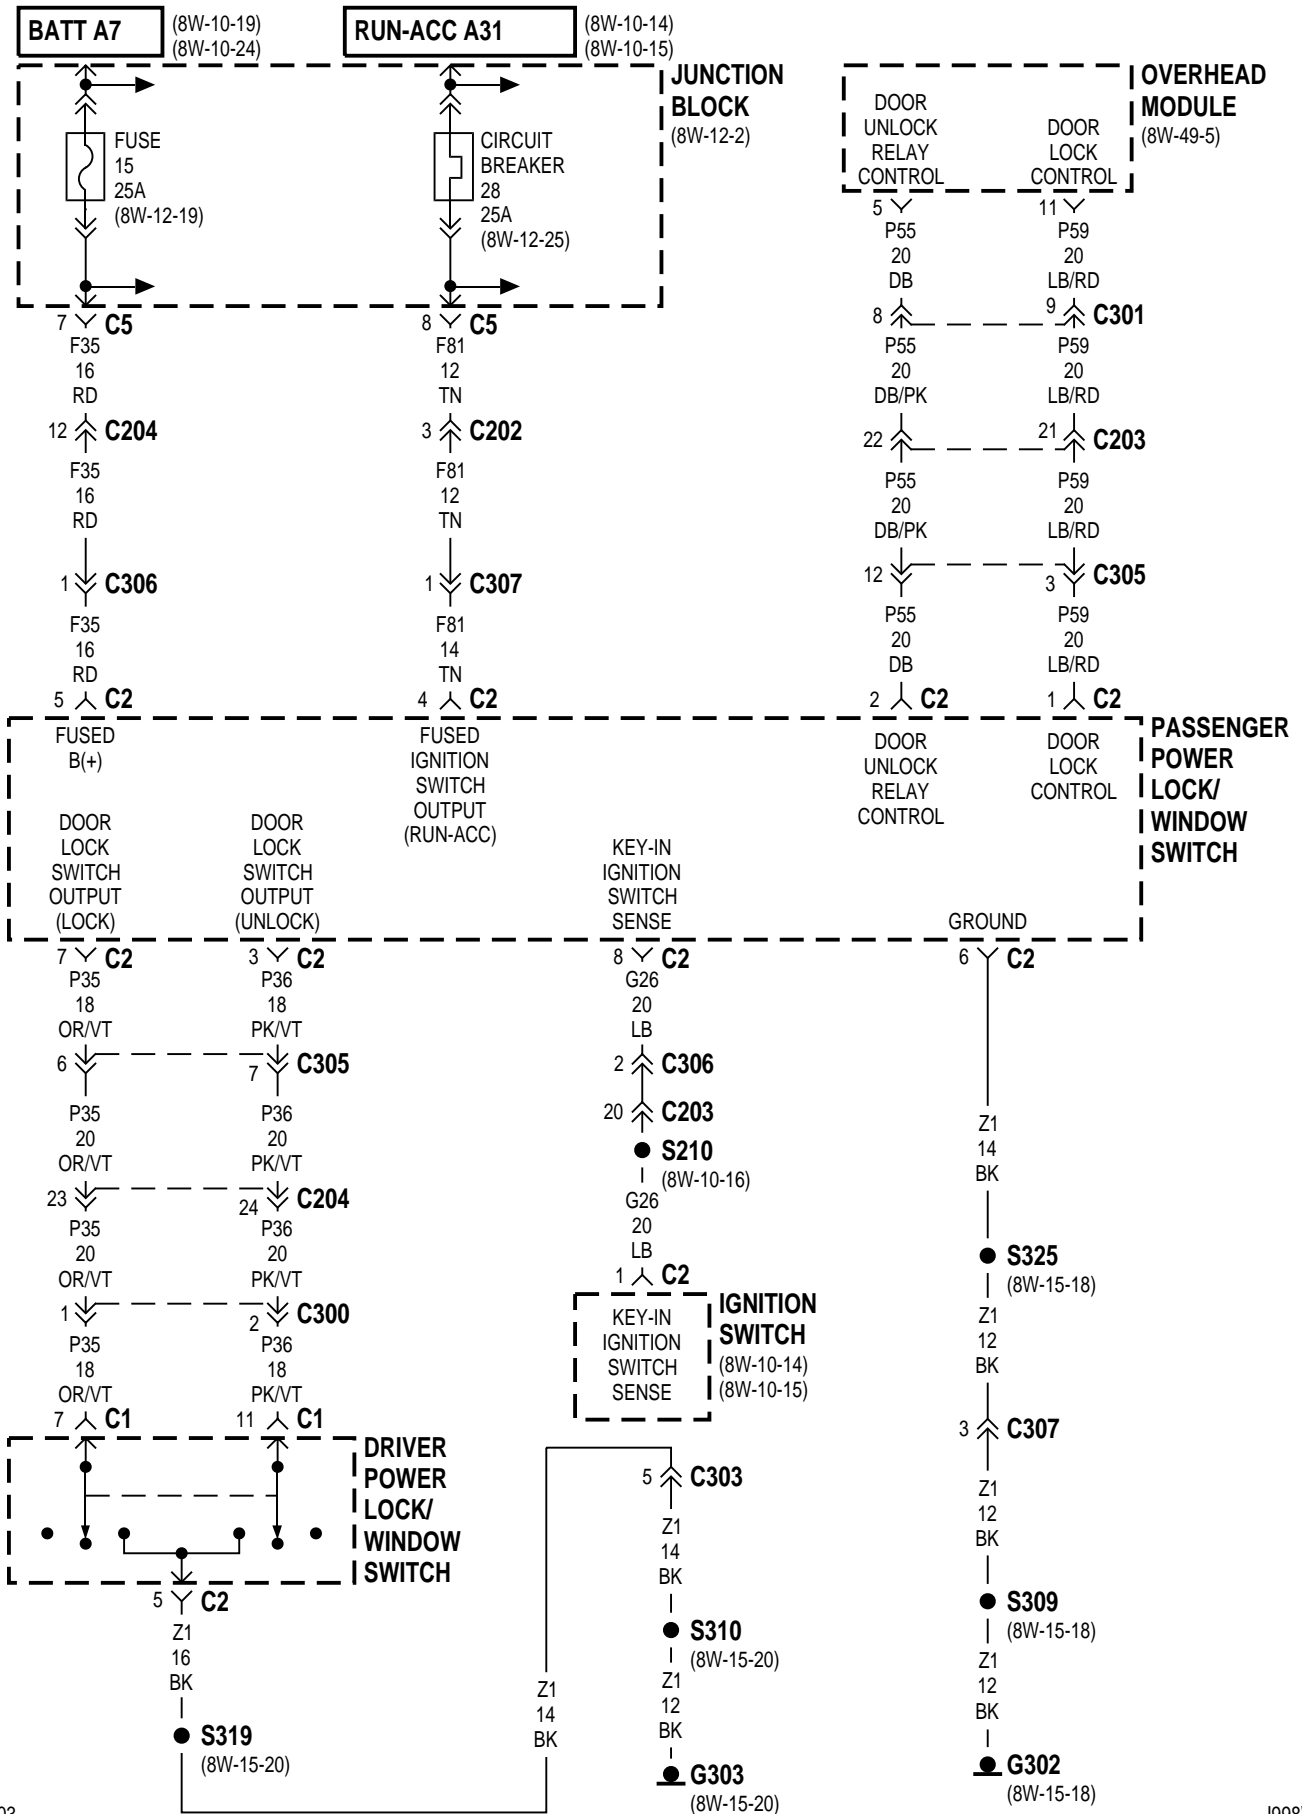 BATT A7
(8W-10-19)
(8W-10-24)
RUN-ACC A31
(8W-10-14)
(8W-10-15)
JUNCTION
BLOCK
(8W-12-2)
FUSE
15
25A
(8W-12-19)
CIRCUIT
BREAKER
28
25A
(8W-12-25)
OVERHEAD
MODULE
(8W-49-5)
DOOR
UNLOCK
RELAY
CONTROL
DOOR
LOCK
CONTROL
7 C5
F35
16
RD
12 C204
F35
16
RD
1 C306
F35
16
RD
5 C2
8 C5
F81
12
TN
3 C202
F81
12
TN
1 C307
F81
14
TN
4 C2
5
P55
20
DB
8
P55
20
DB/PK
22
P55
20
DB/PK
12
P55
20
DB
2 C2
11
P59
20
LB/RD
9 C301
P59
20
LB/RD
21 C203
P59
20
LB/RD
3 C305
P59
20
LB/RD
1 C2
PASSENGER
POWER
LOCK/
WINDOW
SWITCH
FUSED
B(+)
FUSED
IGNITION
SWITCH
OUTPUT
(RUN-ACC)
DOOR
UNLOCK
RELAY
CONTROL
DOOR
LOCK
CONTROL
DOOR
LOCK
SWITCH
OUTPUT
(LOCK)
DOOR
LOCK
SWITCH
OUTPUT
(UNLOCK)
KEY-IN
IGNITION
SWITCH
SENSE
GROUND
7 C2
P35
18
OR/VT
6
P35
20
OR/VT
23
P35
20
OR/VT
1
P35
18
OR/VT
7 C1
3 C2
P36
18
PK/VT
7 C305
P36
20
PK/VT
24 C204
P36
20
PK/VT
2 C300
P36
18
PK/VT
11 C1
DRIVER
POWER
LOCK/
WINDOW
SWITCH
5 C2
Z1
16
BK
S319
(8W-15-20)
Z1
14
BK
8 C2
G26
20
LB
2 C306
20 C203
S210
(8W-10-16)
G26
20
LB
1 C2
KEY-IN
IGNITION
SWITCH
SENSE
IGNITION
SWITCH
(8W-10-14)
(8W-10-15)
5 C303
Z1
14
BK
S310
(8W-15-20)
Z1
12
BK
G303
(8W-15-20)
6 C2
Z1
14
BK
S325
(8W-15-18)
Z1
12
BK
3 C307
Z1
12
BK
S309
(8W-15-18)
Z1
12
BK
G302
(8W-15-18)